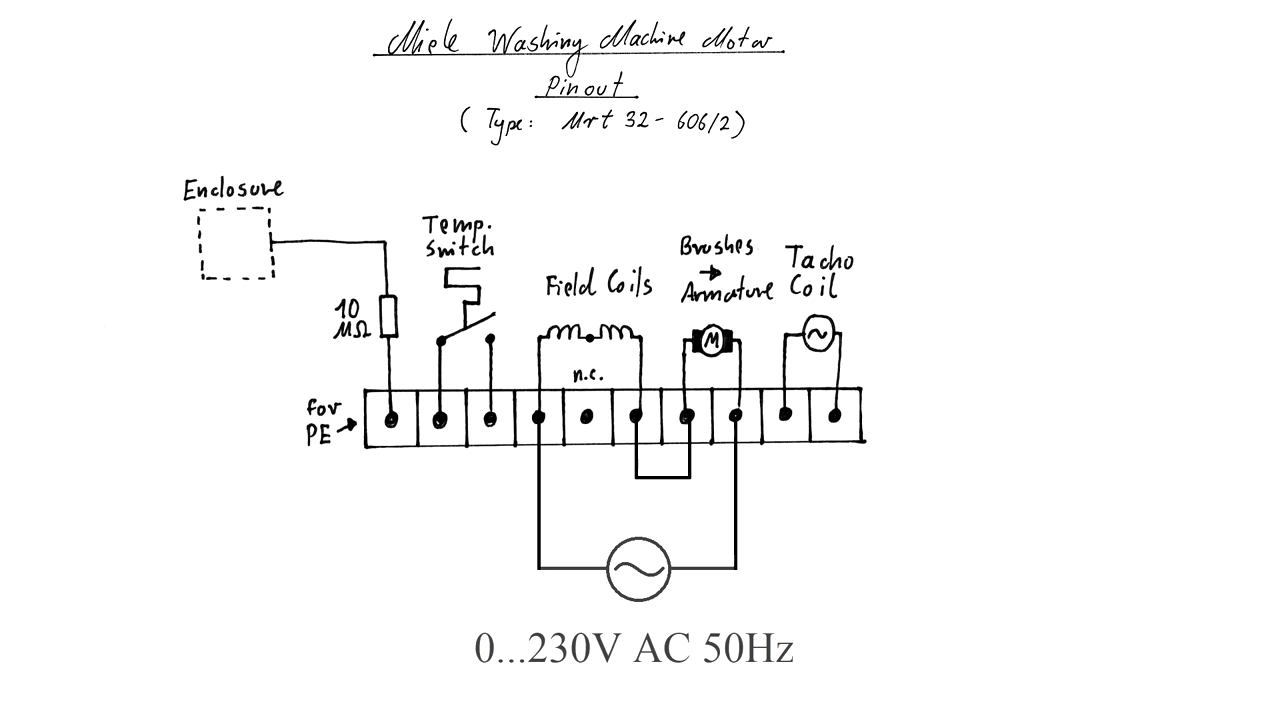 Miele Washing Machine Motor
Pinout
( Type: Mrt 32 - 606/2)
Enclosure
Temp.
Switch
Field Coils
Brushes
→
Armature
Tacho
Coil
10
MΩ
M
~
n.c.
for
PE →
~
0...230V AC 50Hz